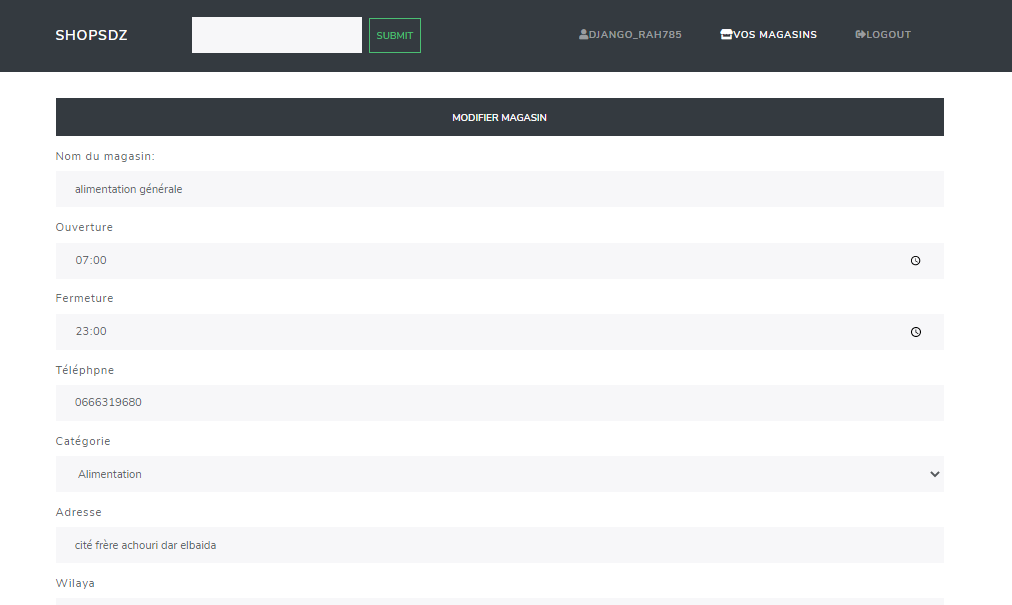 SHOPSDZ SUBMIT DJANGO_RAH785 VOS MAGASINS LOGOUT
MODIFIER MAGASIN
Nom du magasin:
alimentation générale
Ouverture
07:00
Fermeture
23:00
Téléphpne
0666319680
Catégorie
Alimentation
Adresse
cité frère achouri dar elbaida
Wilaya